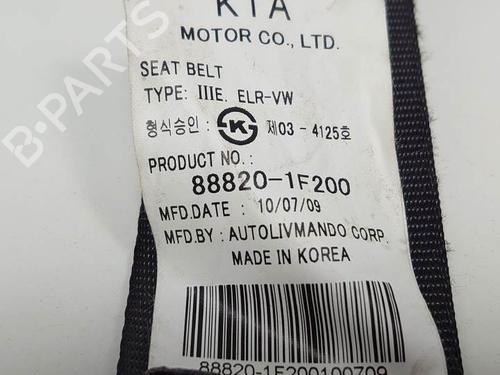 KIA
MOTOR CO., LTD.
SEAT BELT
TYPE: IIIE. ELR-VW
형식승인 : K 제03 - 4125호
PRODUCT NO.:
88820-1F200
MFD.DATE : 10/07/09
MFD.BY : AUTOLIVMANDO CORP.
MADE IN KOREA
88820-1F200100709
B-PARTS